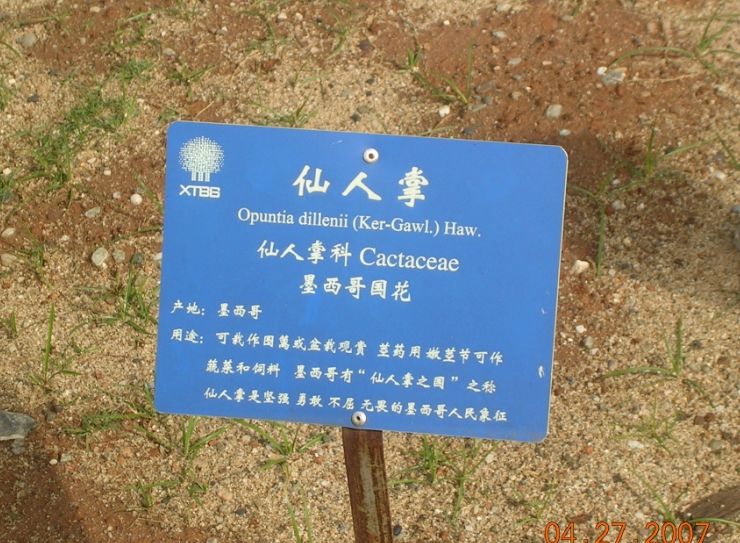 XTBG
仙人掌
Opuntia dillenii (Ker-Gawl.) Haw.
仙人掌科 Cactaceae
墨西哥国花
产地：墨西哥
用途：可栽作围篱或盆栽观赏 茎药用 嫩茎节可作
蔬菜和饲料 墨西哥有“仙人掌之国”之称
仙人掌是坚强 勇敢 不屈 无畏的墨西哥人民象征
04.27.2007